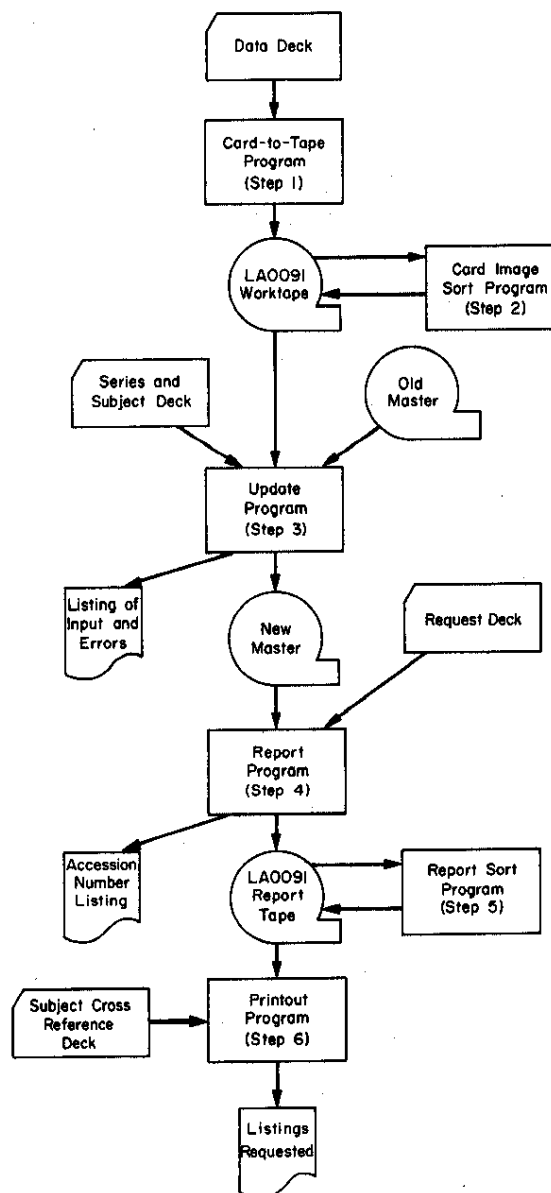 Data Deck
Card-to-Tape
Program
(Step 1)
LA0091
Worktape
Card Image
Sort Program
(Step 2)
Series and
Subject Deck
Old
Master
Update
Program
(Step 3)
Listing of
Input and
Errors
New
Master
Request Deck
Report
Program
(Step 4)
Accession
Number
Listing
LA0091
Report
Tape
Report Sort
Program
(Step 5)
Subject Cross
Reference
Deck
Printout
Program
(Step 6)
Listings
Requested